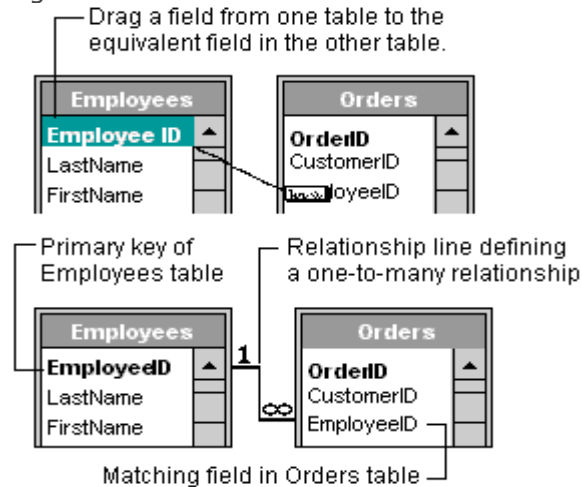 Drag a field from one table to the
equivalent field in the other table.
Employees
Employee ID
LastName
FirstName
Orders
OrderID
CustomerID
loyeeID
Primary key of
Employees table
Relationship line defining
a one-to-many relationship
Employees
EmployeeID
LastName
FirstName
1
∞
Orders
OrderID
CustomerID
EmployeeID
Matching field in Orders table